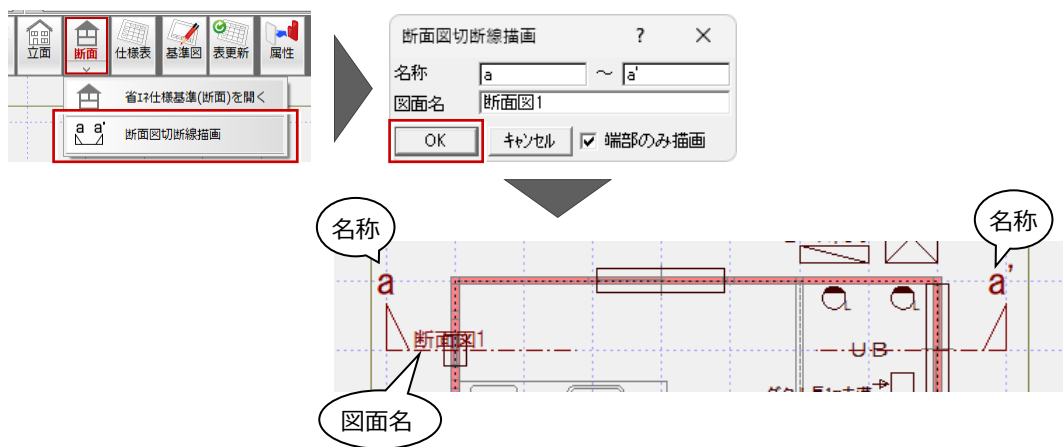 立面
断面
仕様表
基準図
表更新
属性
省エネ仕様基準(断面)を開く
a a'
断面図切断線描画
断面図切断線描画 ? ×
名称 a ～ a'
図面名 断面図1
OK キャンセル 端部のみ描画
名称
名称
a
a'
断面図1
L
L
UB
図面名